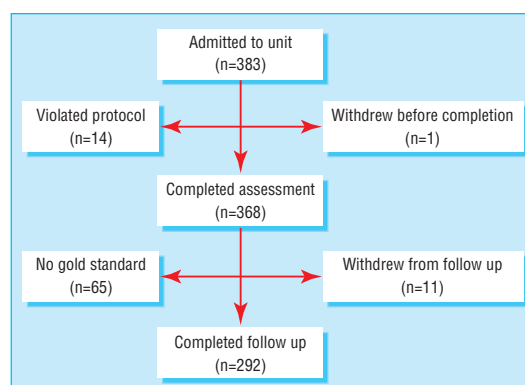 Admitted to unit
(n=383)
Violated protocol
(n=14)
Withdrew before completion
(n=1)
Completed assessment
(n=368)
No gold standard
(n=65)
Withdrew from follow up
(n=11)
Completed follow up
(n=292)